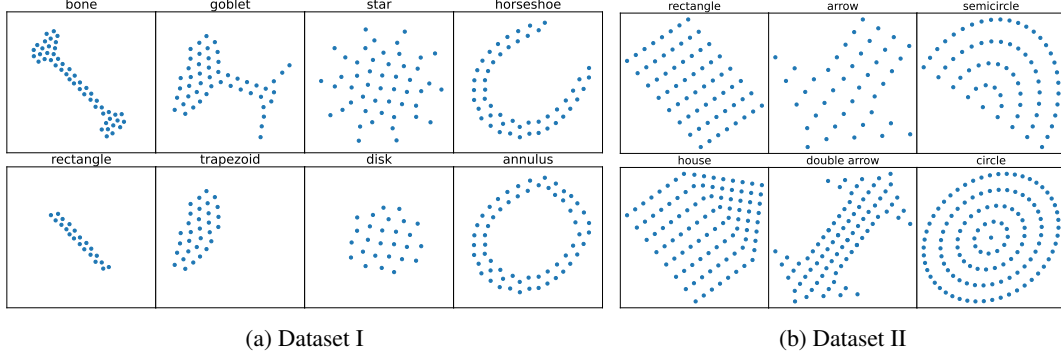 bone goblet star horseshoe rectangle arrow semicircle
rectangle trapezoid disk annulus house double arrow circle
(a) Dataset I (b) Dataset II